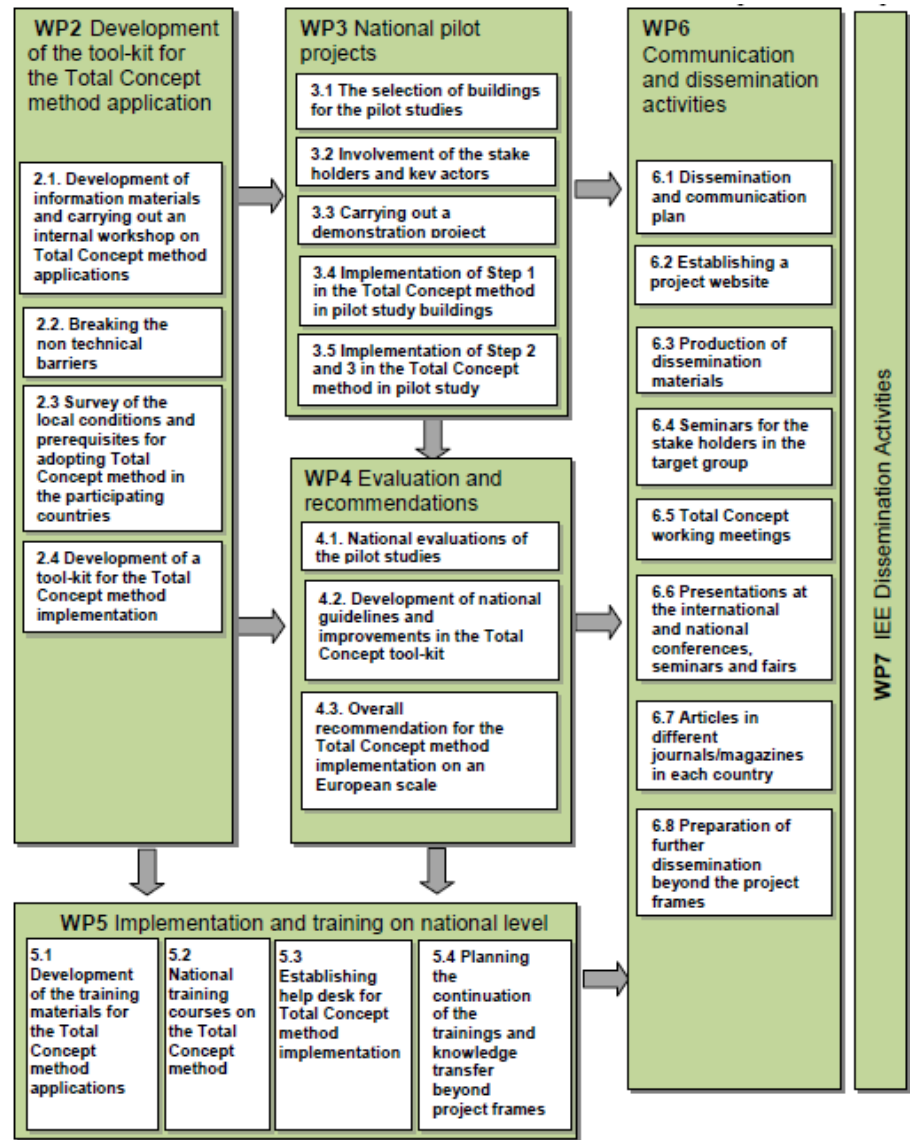 WP2 Development
of the tool-kit for
the Total Concept
method application
2.1. Development of
information materials
and carrying out an
internal workshop on
Total Concept method
applications
2.2. Breaking the
non technical
barriers
2.3 Survey of the
local conditions and
prerequisites for
adopting Total
Concept method in
the participating
countries
2.4 Development of a
tool-kit for the Total
Concept method
implementation
WP3 National pilot
projects
3.1 The selection of buildings
for the pilot studies
3.2 Involvement of the stake
holders and key actors
3.3 Carrying out a
demonstration project
3.4 Implementation of Step 1
in the Total Concept method
in pilot study buildings
3.5 Implementation of Step 2
and 3 in the Total Concept
method in pilot study
WP4 Evaluation and
recommendations
4.1. National evaluations of
the pilot studies
4.2. Development of national
guidelines and
improvements in the Total
Concept tool-kit
4.3. Overall
recommendation for the
Total Concept method
implementation on an
European scale
WP5 Implementation and training on national level
5.1
Development
of the training
materials for
the Total
Concept
method
applications
5.2
National
training
courses on
the Total
Concept
method
5.3
Establishing
help desk for
Total Concept
method
implementation
5.4 Planning
the
continuation
of the
trainings and
knowledge
transfer
beyond
project frames
WP6
Communication
and dissemination
activities
6.1 Dissemination
and communication
plan
6.2 Establishing a
project website
6.3 Production of
dissemination
materials
6.4 Seminars for the
stake holders in the
target group
6.5 Total Concept
working meetings
6.6 Presentations at
the international
and national
conferences,
seminars and fairs
6.7 Articles in
different
journals/magazines
in each country
6.8 Preparation of
further
dissemination
beyond the project
frames
WP7 IEE Dissemination Activities